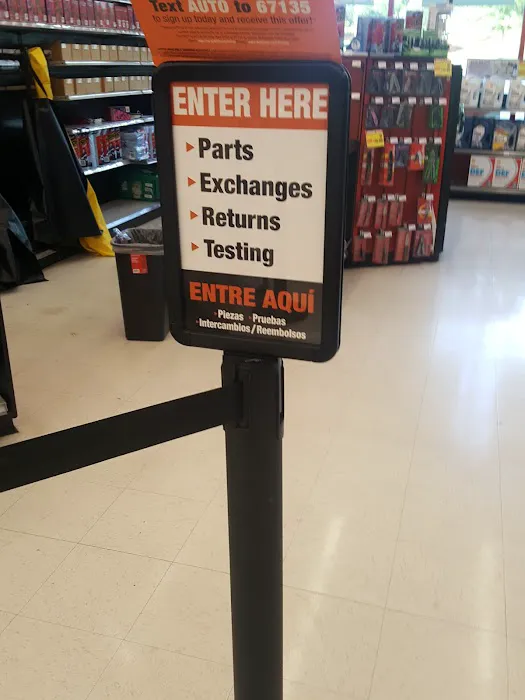 Text AUTO to 67135
to sign up today and receive this offer!
ENTER HERE
▸Parts
▸Exchanges
▸Returns
▸Testing
ENTRE AQUÍ
▸Piezas ▸Pruebas
▸Intercambios/Reembolsos